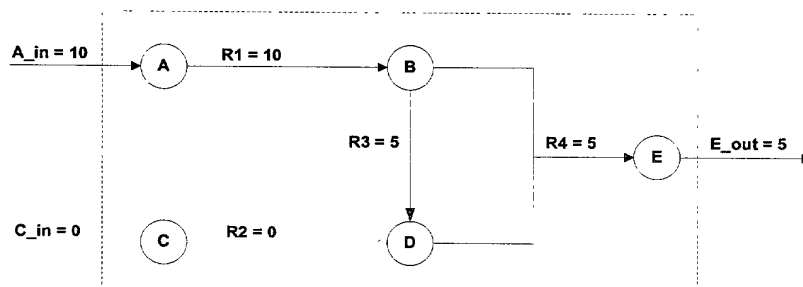 A_in = 10
A
R1 = 10
B
R3 = 5
R4 = 5
E
E_out = 5
C_in = 0
C
R2 = 0
D